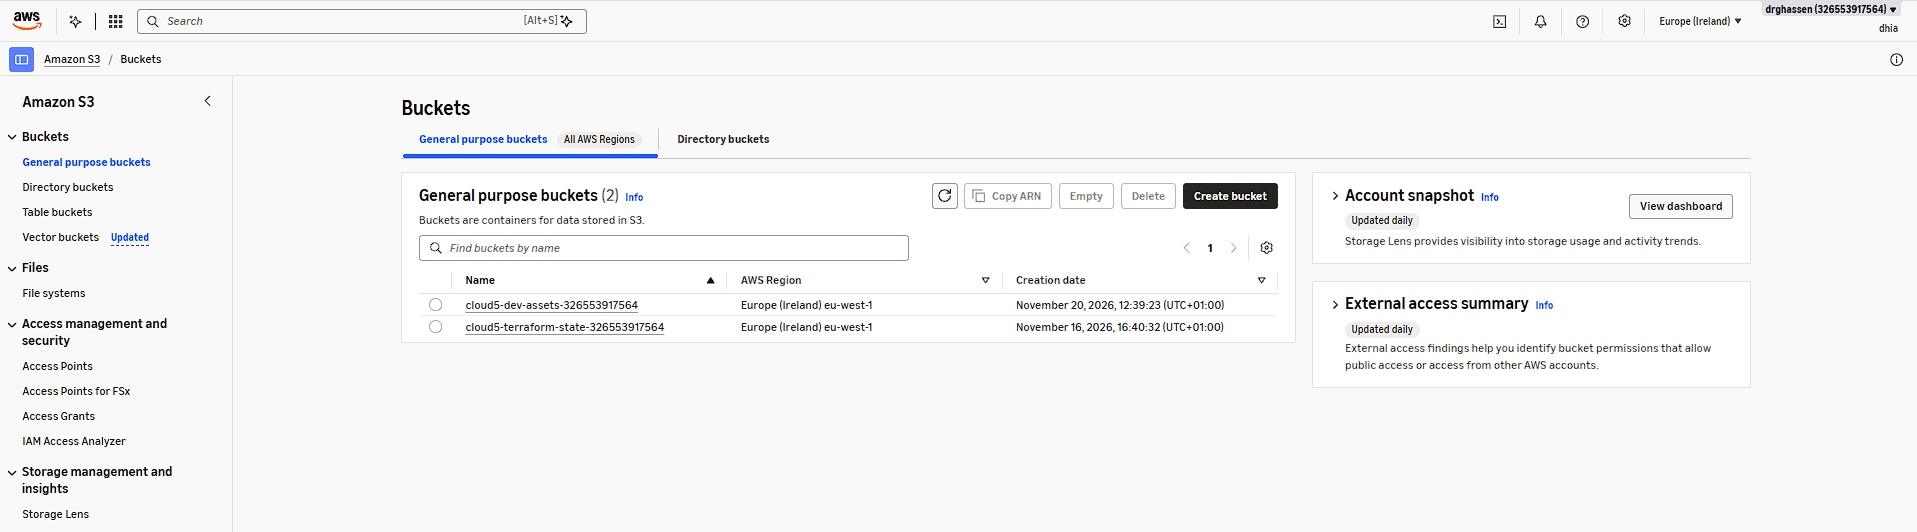 aws
Search
[Alt+S]
Europe (Ireland)
drghassen (326553917564)
dhia
Amazon S3 / Buckets
Amazon S3
Buckets
General purpose buckets
Directory buckets
Table buckets
Vector buckets Updated
Files
File systems
Access management and
security
Access Points
Access Points for FSx
Access Grants
IAM Access Analyzer
Storage management and
insights
Storage Lens
Buckets
General purpose buckets All AWS Regions
Directory buckets
General purpose buckets (2) Info
Copy ARN
Empty
Delete
Create bucket
Buckets are containers for data stored in S3.
Find buckets by name
1
Name AWS Region Creation date
cloud5-dev-assets-326553917564 Europe (Ireland) eu-west-1 November 20, 2026, 12:39:23 (UTC+01:00)
cloud5-terraform-state-326553917564 Europe (Ireland) eu-west-1 November 16, 2026, 16:40:32 (UTC+01:00)
Account snapshot Info
View dashboard
Updated daily
Storage Lens provides visibility into storage usage and activity trends.
External access summary Info
Updated daily
External access findings help you identify bucket permissions that allow
public access or access from other AWS accounts.